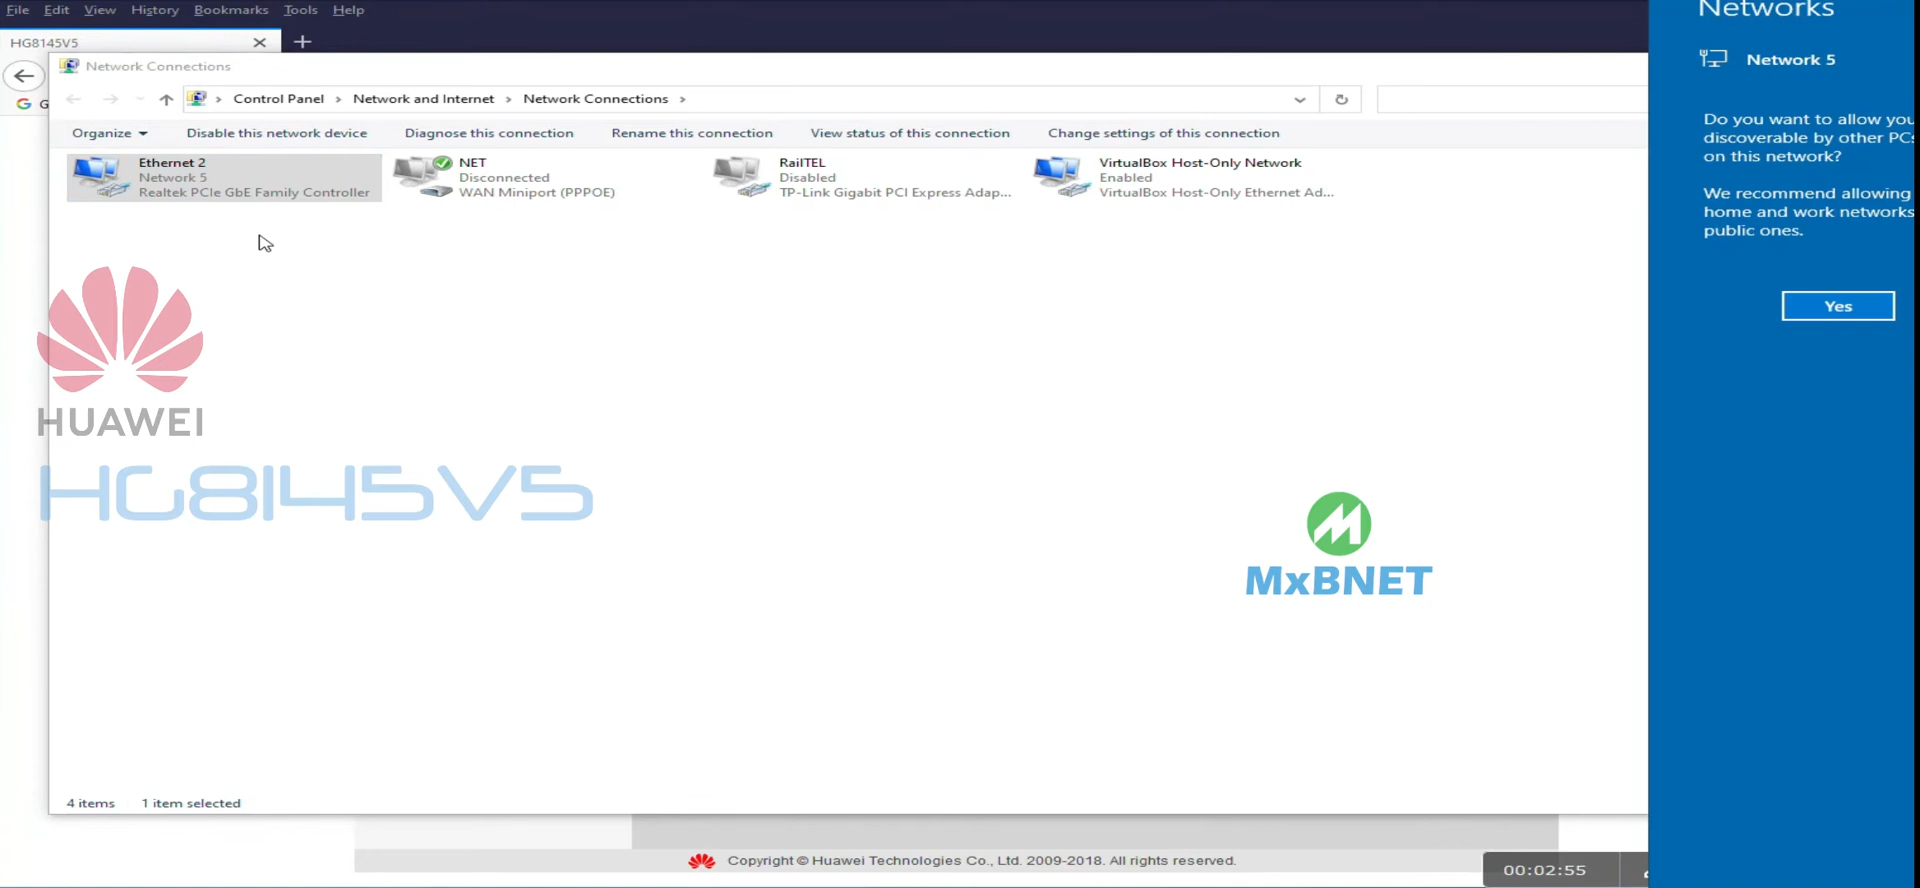 File Edit View History Bookmarks Tools Help
Networks
HG8145V5
Network Connections
Network 5
Control Panel > Network and Internet > Network Connections >
Organize Disable this network device Diagnose this connection Rename this connection View status of this connection Change settings of this connection
Ethernet 2
Network 5
Realtek PCIe GbE Family Controller
NET
Disconnected
WAN Miniport (PPPOE)
RailTEL
Disabled
TP-Link Gigabit PCI Express Adap...
VirtualBox Host-Only Network
Enabled
VirtualBox Host-Only Ethernet Ad...
Do you want to allow you
discoverable by other PCs
on this network?
We recommend allowing
home and work networks
public ones.
Yes
HUAWEI
HG8145V5
MxBNET
4 items 1 item selected
Copyright © Huawei Technologies Co., Ltd. 2009-2018. All rights reserved.
00:02:55